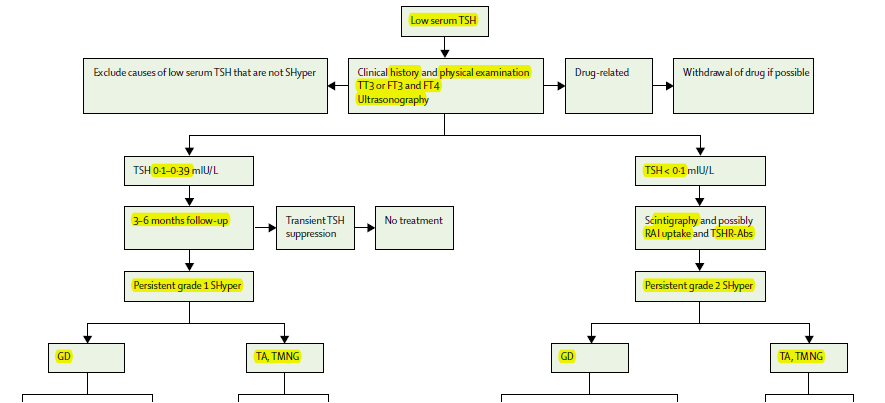 Low serum TSH
Exclude causes of low serum TSH that are not SHyper
Clinical history and physical examination
TT3 or FT3 and FT4
Ultrasonography
Drug-related
Withdrawal of drug if possible
TSH 0·1–0·39 mIU/L
TSH < 0·1 mIU/L
3–6 months follow-up
Transient TSH
suppression
No treatment
Scintigraphy and possibly
RAI uptake and TSHR-Abs
Persistent grade 1 SHyper
Persistent grade 2 SHyper
GD
TA, TMNG
GD
TA, TMNG